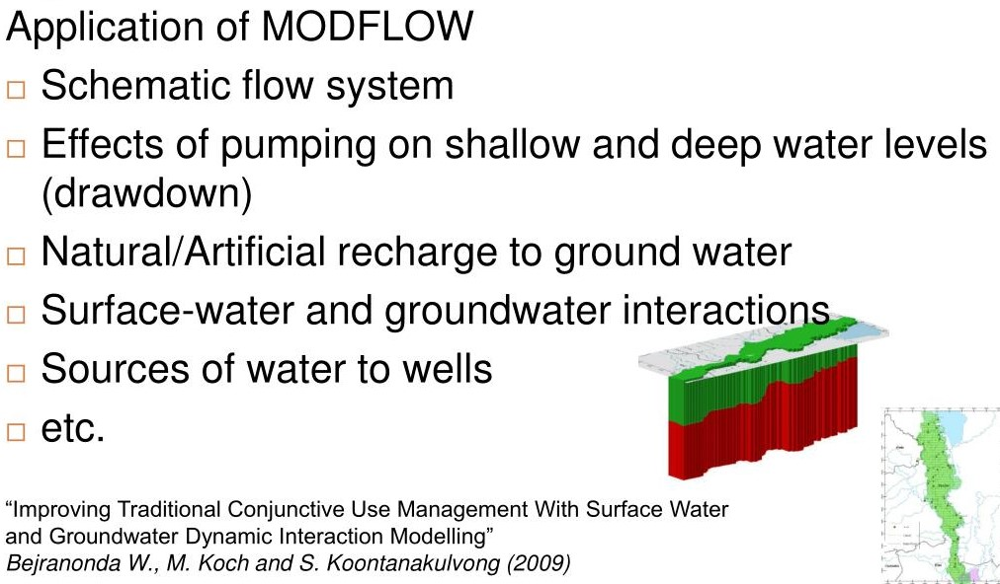 Application of MODFLOW
Schematic flow system
Effects of pumping on shallow and deep water levels
(drawdown)
Natural/Artificial recharge to ground water
Surface-water and groundwater interactions
Sources of water to wells
etc.
“Improving Traditional Conjunctive Use Management With Surface Water
and Groundwater Dynamic Interaction Modelling”
Bejranonda W., M. Koch and S. Koontanakulvong (2009)